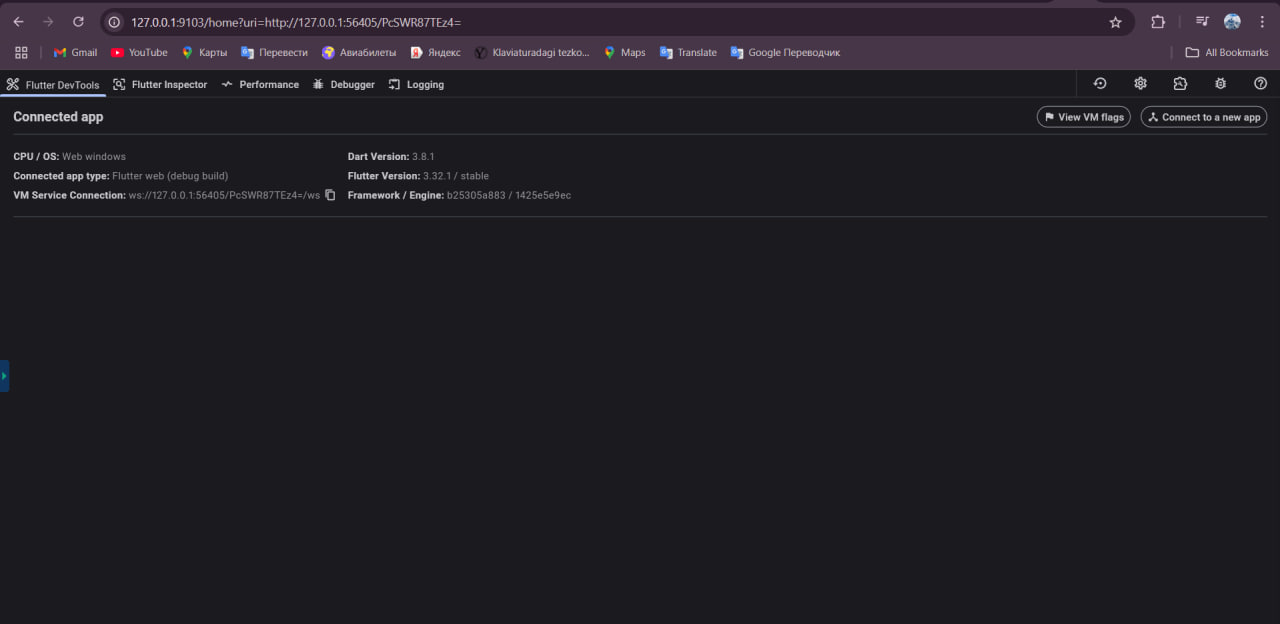 127.0.0.1:9103/home?uri=http://127.0.0.1:56405/PcSWR87TEz4=
Gmail YouTube Карты Перевести Авиабилеты Яндекс Klaviaturadagi tezko... Maps Translate Google Переводчик All Bookmarks
Flutter DevTools Flutter Inspector Performance Debugger Logging
Connected app View VM flags Connect to a new app
CPU / OS: Web windows Dart Version: 3.8.1
Connected app type: Flutter web (debug build) Flutter Version: 3.32.1 / stable
VM Service Connection: ws://127.0.0.1:56405/PcSWR87TEz4=/ws Framework / Engine: b25305a883 / 1425e5e9ec